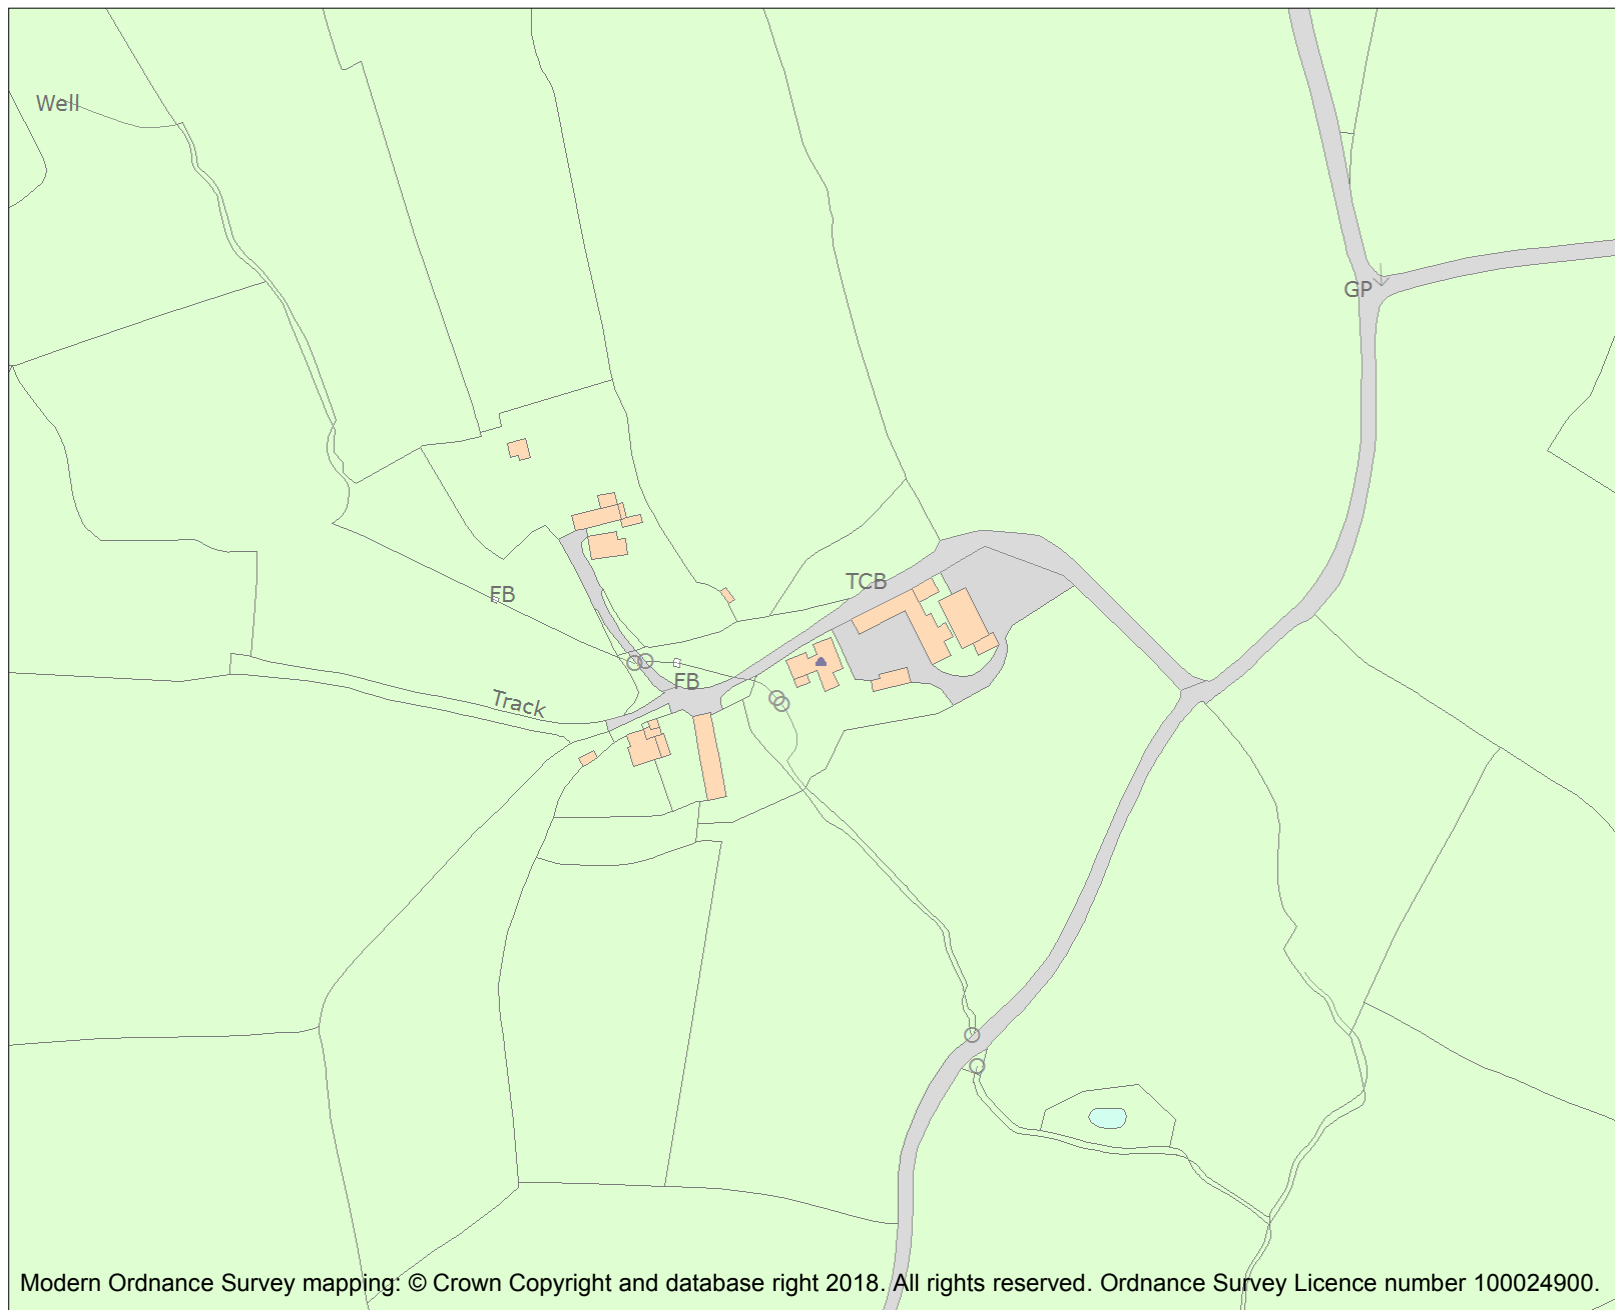 Well
GP
TCB
FB
FB
Track
Modern Ordnance Survey mapping: © Crown Copyright and database right 2018. All rights reserved. Ordnance Survey Licence number 100024900.